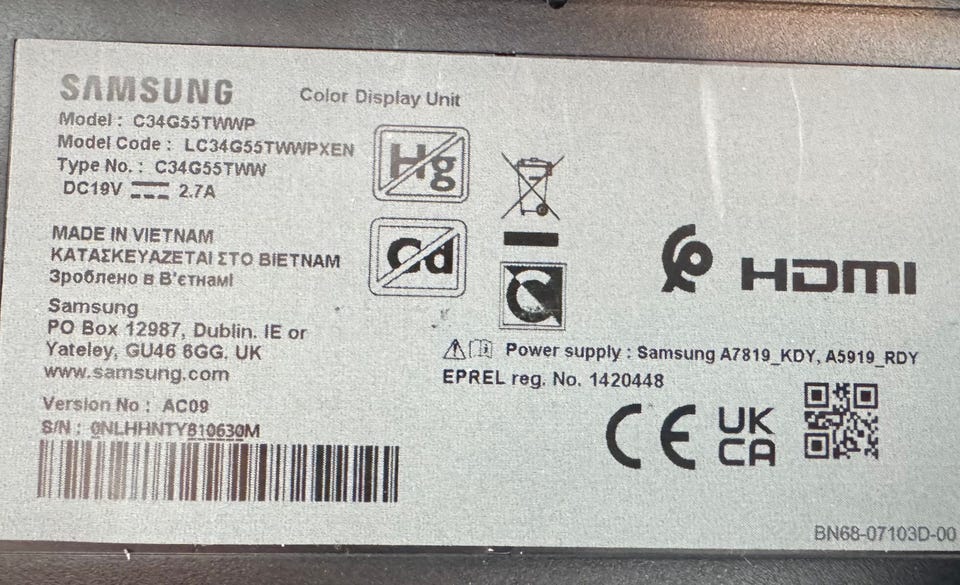 SAMSUNG
Color Display Unit
Model : C34G55TWWP
Model Code : LC34G55TWWPXEN
Type No. : C34G55TWW
DC19V 2.7A
Hg
MADE IN VIETNAM
ΚΑΤΑΣΚΕΥΑΖΕΤΑΙ ΣΤΟ ΒΙΕΤΝΑΜ
Зроблено в В'єтнамі
Cd
Samsung
PO Box 12987, Dublin. IE or
Yateley, GU46 6GG. UK
www.samsung.com
HDMI
Power supply : Samsung A7819_KDY, A5919_RDY
EPREL reg. No. 1420448
Version No : AC09
S/N : 0NLHHNTY810630M
CE
UK
CA
BN68-07103D-00